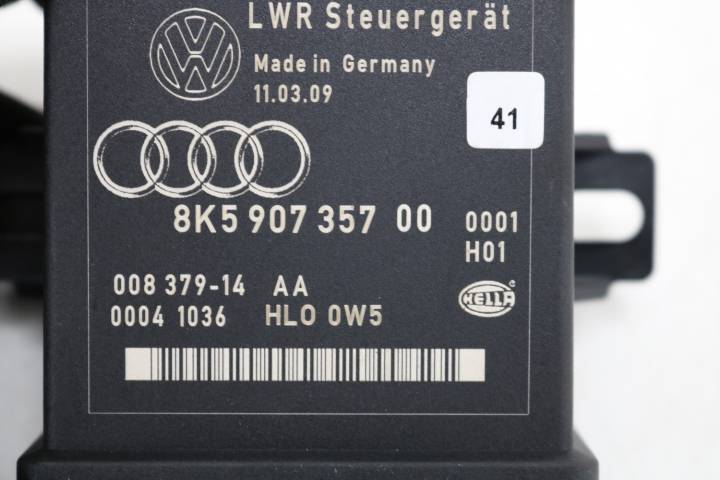 LWR Steuergerät
Made in Germany
11.03.09
41
8K5 907 357 00 0001
H01
008 379-14 AA
0004 1036 HLO 0W5
HELLA